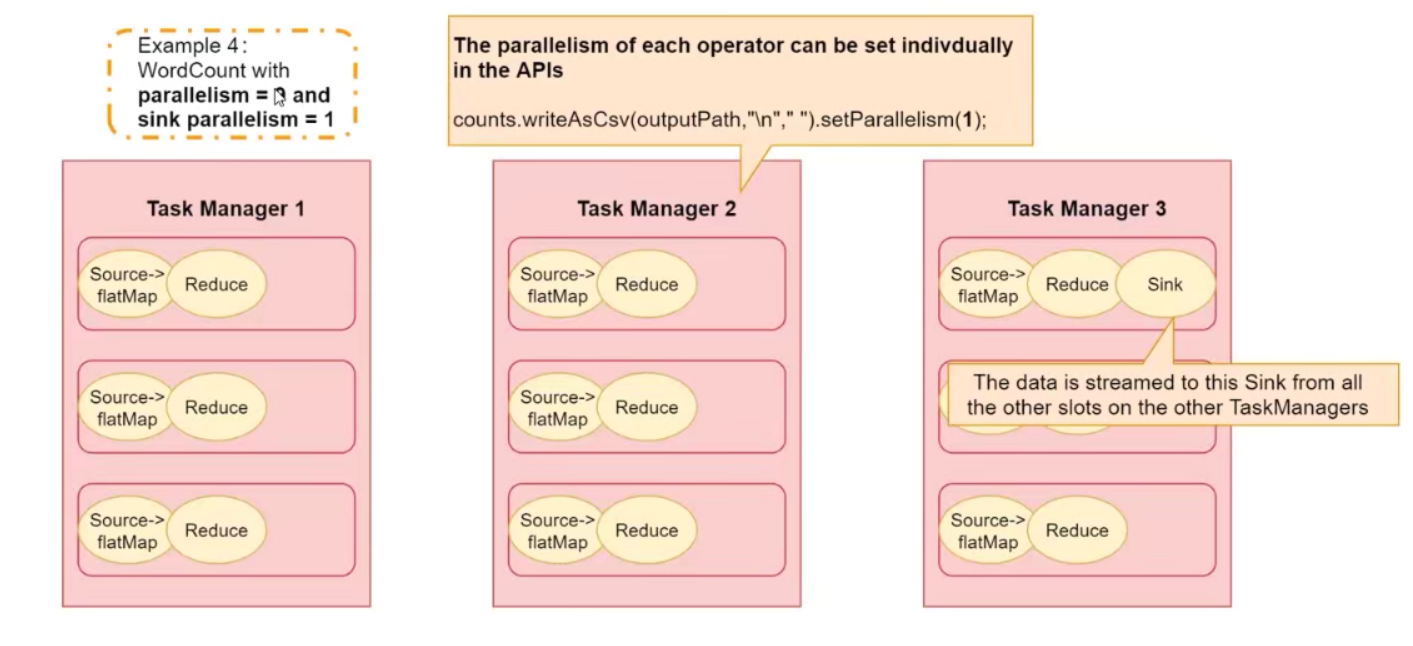 Example 4:
WordCount with
parallelism = and
sink parallelism = 1
The parallelism of each operator can be set indivdually
in the APIs
counts.writeAsCsv(outputPath,"\n"," ").setParallelism(1);
Task Manager 1
Source->
flatMap
Reduce
Source->
flatMap
Reduce
Source->
flatMap
Reduce
Task Manager 2
Source->
flatMap
Reduce
Source->
flatMap
Reduce
Source->
flatMap
Reduce
Task Manager 3
Source->
flatMap
Reduce
Sink
The data is streamed to this Sink from all
the other slots on the other TaskManagers
Source->
flatMap
Reduce